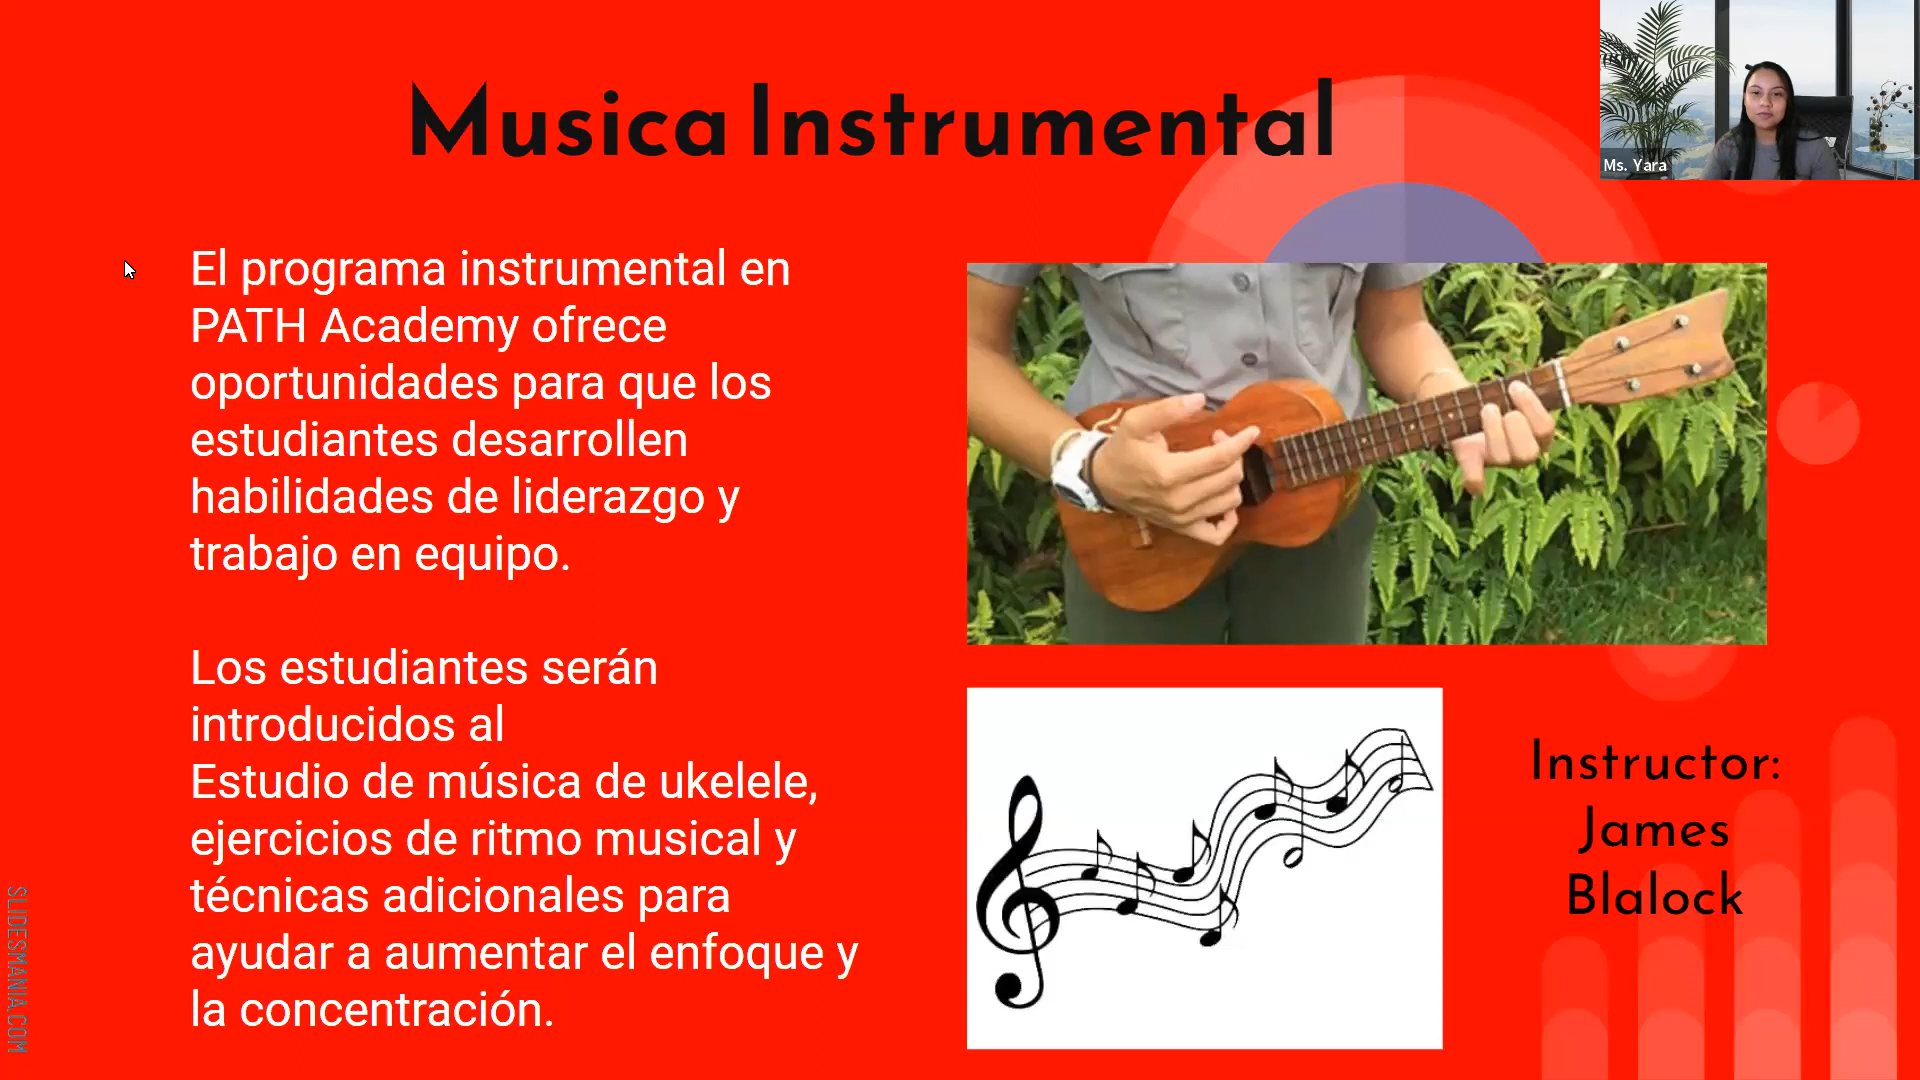 Musica Instrumental
Ms. Yara
El programa instrumental en
PATH Academy ofrece
oportunidades para que los
estudiantes desarrollen
habilidades de liderazgo y
trabajo en equipo.
Los estudiantes serán
introducidos al
Estudio de música de ukelele,
ejercicios de ritmo musical y
técnicas adicionales para
ayudar a aumentar el enfoque y
la concentración.
Instructor:
James
Blalock
SLIDESMANIA.COM